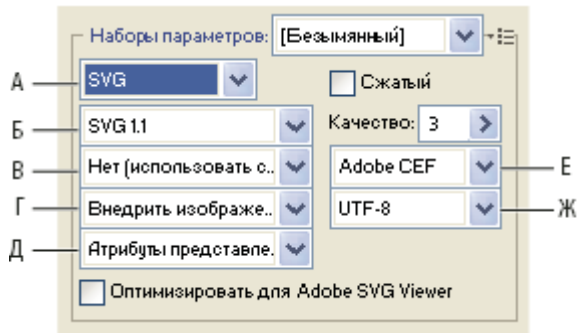 Наборы параметров: [Безымянный]
А SVG Сжатый
Б SVG 1.1 Качество: 3
В Нет (использовать с.. Adobe CEF Е
Г Внедрить изображе.. UTF-8 Ж
Д Атрибуты представле.
Оптимизировать для Adobe SVG Viewer